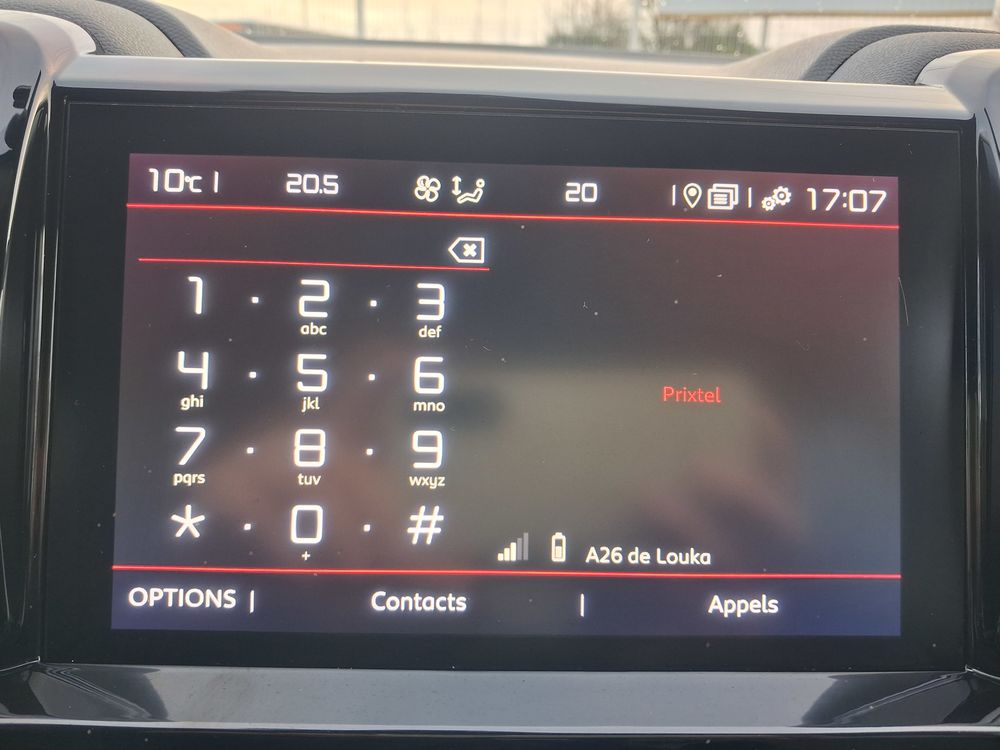 10°C | 20.5 20 | | 17:07
1 · 2 · 3
abc def
4 · 5 · 6
ghi jkl mno
Prixtel
7 · 8 · 9
pqrs tuv wxyz
* · 0 · #
+
A26 de Louka
OPTIONS | Contacts | Appels